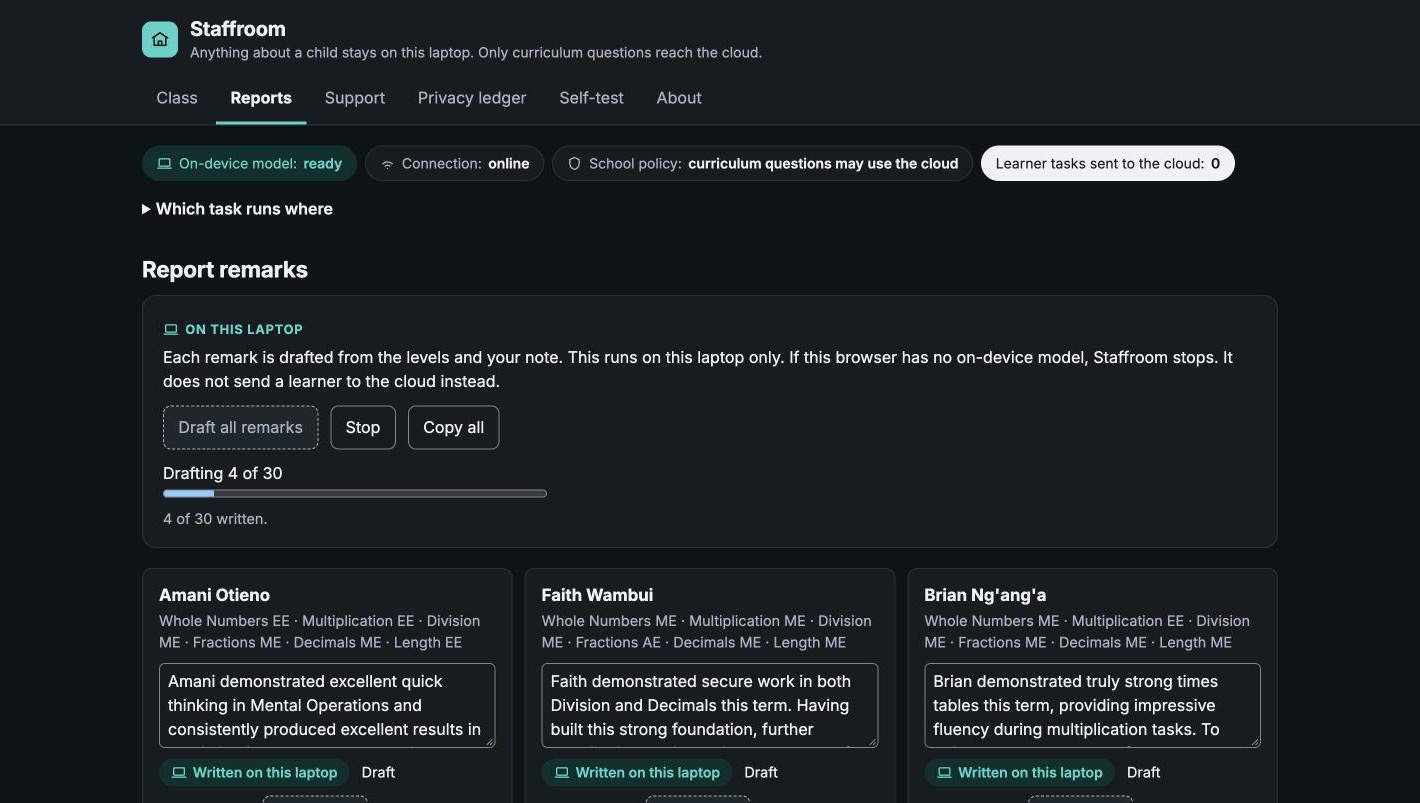 Staffroom
Anything about a child stays on this laptop. Only curriculum questions reach the cloud.
Class Reports Support Privacy ledger Self-test About
On-device model: ready Connection: online School policy: curriculum questions may use the cloud Learner tasks sent to the cloud: 0
Which task runs where
Report remarks
ON THIS LAPTOP
Each remark is drafted from the levels and your note. This runs on this laptop only. If this browser has no on-device model, Staffroom stops. It
does not send a learner to the cloud instead.
Draft all remarks Stop Copy all
Drafting 4 of 30
4 of 30 written.
Amani Otieno
Whole Numbers EE · Multiplication EE · Division
ME · Fractions ME · Decimals ME · Length EE
Amani demonstrated excellent quick
thinking in Mental Operations and
consistently produced excellent results in
Written on this laptop Draft
Faith Wambui
Whole Numbers ME · Multiplication ME · Division
ME · Fractions AE · Decimals ME · Length ME
Faith demonstrated secure work in both
Division and Decimals this term. Having
built this strong foundation, further
Written on this laptop Draft
Brian Ng'ang'a
Whole Numbers ME · Multiplication EE · Division
ME · Fractions ME · Decimals ME · Length ME
Brian demonstrated truly strong times
tables this term, providing impressive
fluency during multiplication tasks. To
Written on this laptop Draft